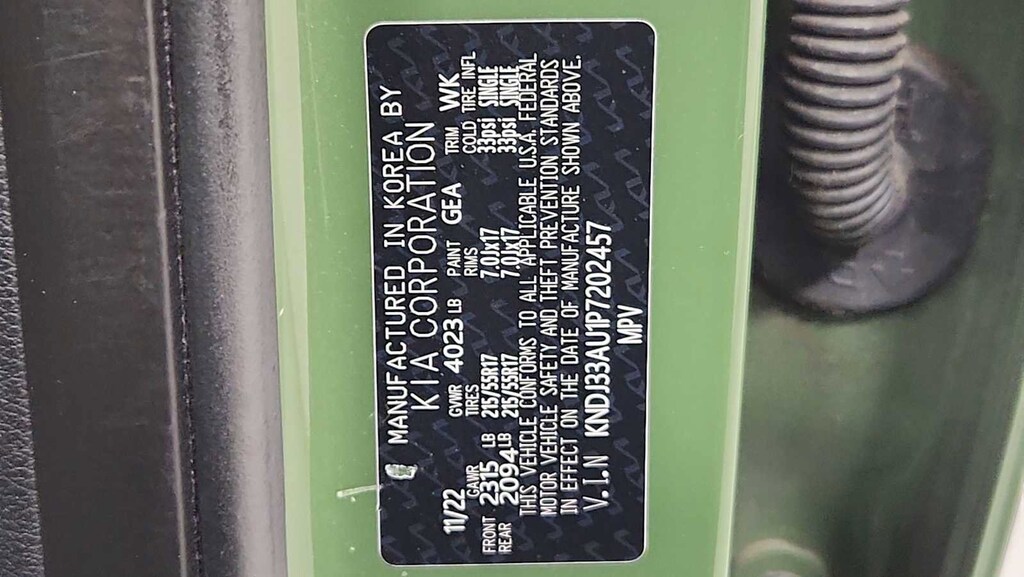 MANUFACTURED IN KOREA BY
KIA CORPORATION
11/22 GVWR 4023 LB PAINT GEA TRIM WK
GAWR TIRES RIMS COLD TIRE INFL
FRONT 2315 LB 215/55R17 7.0Jx17 33psi SINGLE
REAR 2094 LB 215/55R17 7.0Jx17 33psi SINGLE
THIS VEHICLE CONFORMS TO ALL APPLICABLE U.S.A. FEDERAL
MOTOR VEHICLE SAFETY AND THEFT PREVENTION STANDARDS
IN EFFECT ON THE DATE OF MANUFACTURE SHOWN ABOVE.
V.I.N KNDJ33AU1P7202457
MPV